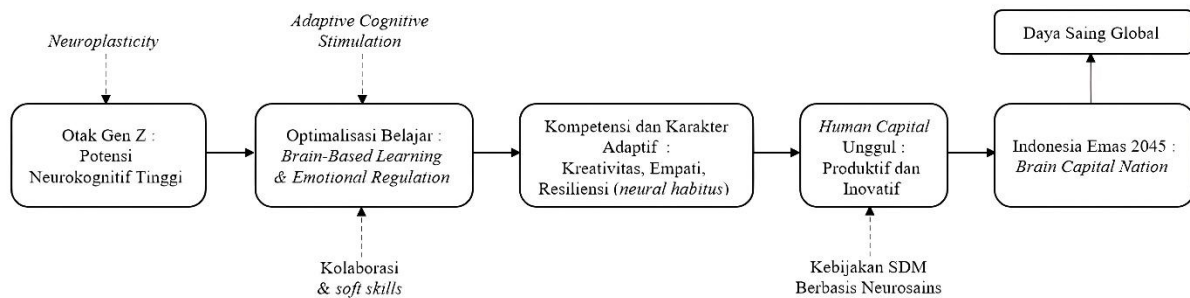 Neuroplasticity
Adaptive Cognitive
Stimulation
Daya Saing Global
Otak Gen Z :
Potensi
Neurokognitif Tinggi
Optimalisasi Belajar :
Brain-Based Learning
& Emotional Regulation
Kompetensi dan Karakter
Adaptif :
Kreativitas, Empati,
Resiliensi (neural habitus)
Human Capital
Unggul :
Produktif dan
Inovatif
Indonesia Emas 2045 :
Brain Capital Nation
Kolaborasi
& soft skills
Kebijakan SDM
Berbasis Neurosains